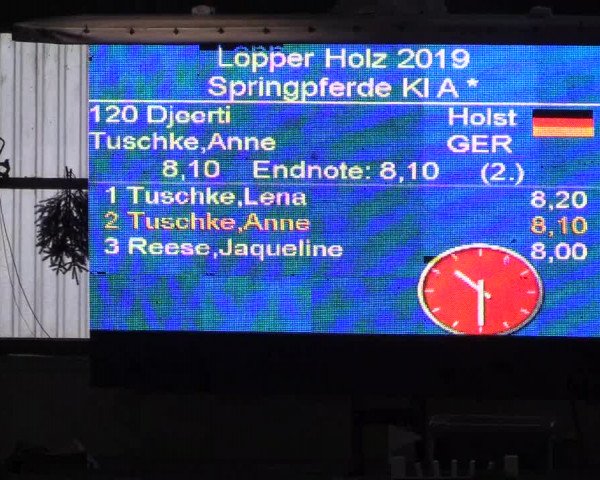 Lopper Holz 2019
Springpferde Kl A *
120 Djoorti Holst
Tuschke,Anne GER
8,10 Endnote: 8,10 (2.)
1 Tuschke,Lena 8,20
2 Tuschke,Anne 8,10
3 Reese,Jaqueline 8,00